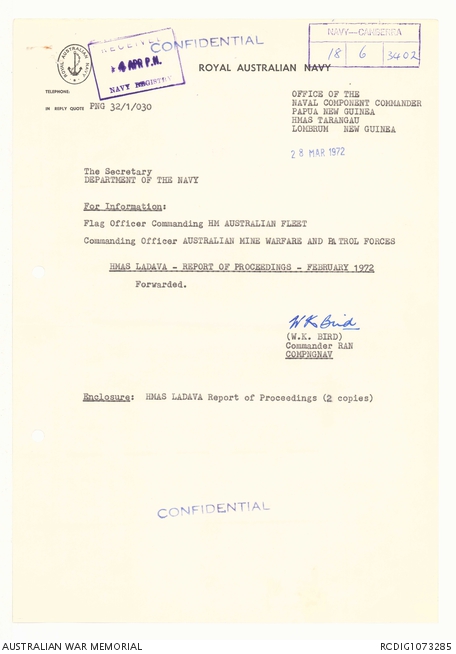 CONFIDENTIAL
NAVY—CANBERRA
18 6 3402
RECEIVED
4 APR P.M.
NAVY REGISTRY
ROYAL AUSTRALIAN NAVY
ROYAL AUSTRALIAN NAVY
TELEPHONE:
IN REPLY QUOTE PNG 32/1/030
OFFICE OF THE
NAVAL COMPONENT COMMANDER
PAPUA NEW GUINEA
HMAS TARANGAU
LOMBRUM NEW GUINEA
28 MAR 1972
The Secretary
DEPARTMENT OF THE NAVY
For Information:
Flag Officer Commanding HM AUSTRALIAN FLEET
Commanding Officer AUSTRALIAN MINE WARFARE AND PATROL FORCES
HMAS LADAVA - REPORT OF PROCEEDINGS - FEBRUARY 1972
Forwarded.
WK Bird
(W.K. BIRD)
Commander RAN
COMPNGNAV
Enclosure: HMAS LADAVA Report of Proceedings (2 copies)
CONFIDENTIAL
AUSTRALIAN WAR MEMORIAL
RCDIG1073285